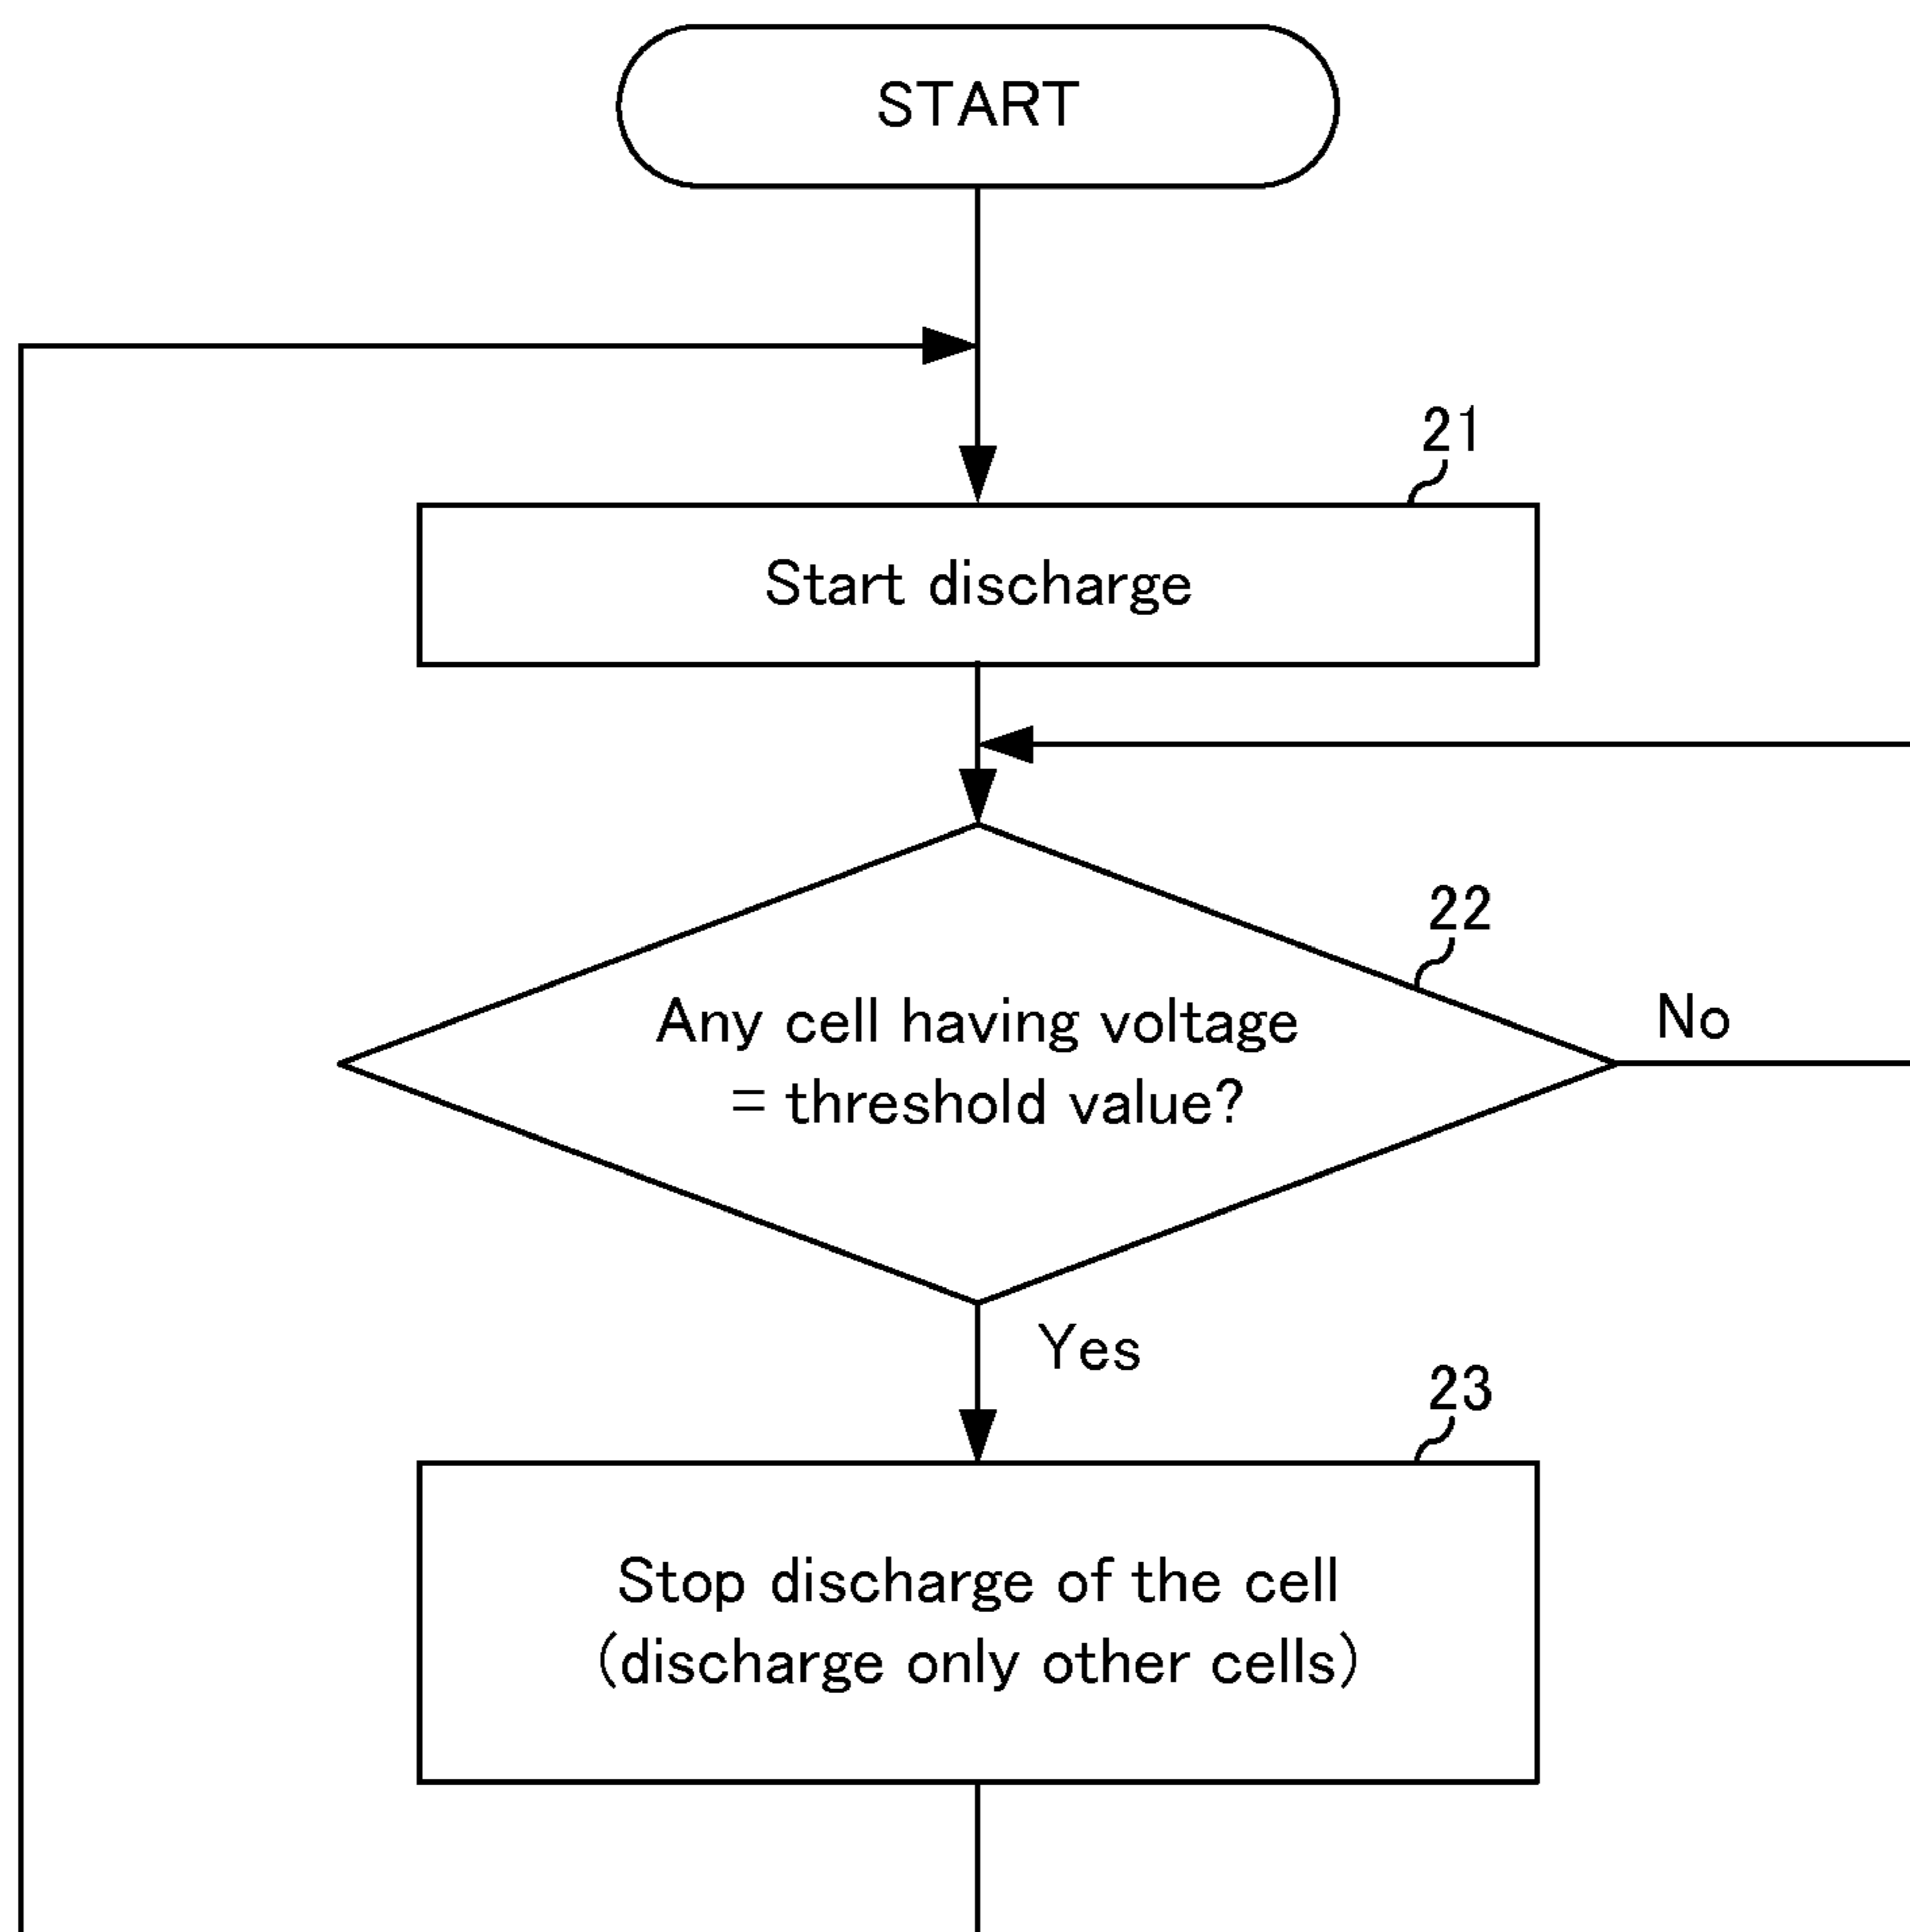 START
21
Start discharge
22
Any cell having voltage
= threshold value?
No
Yes
23
Stop discharge of the cell
(discharge only other cells)